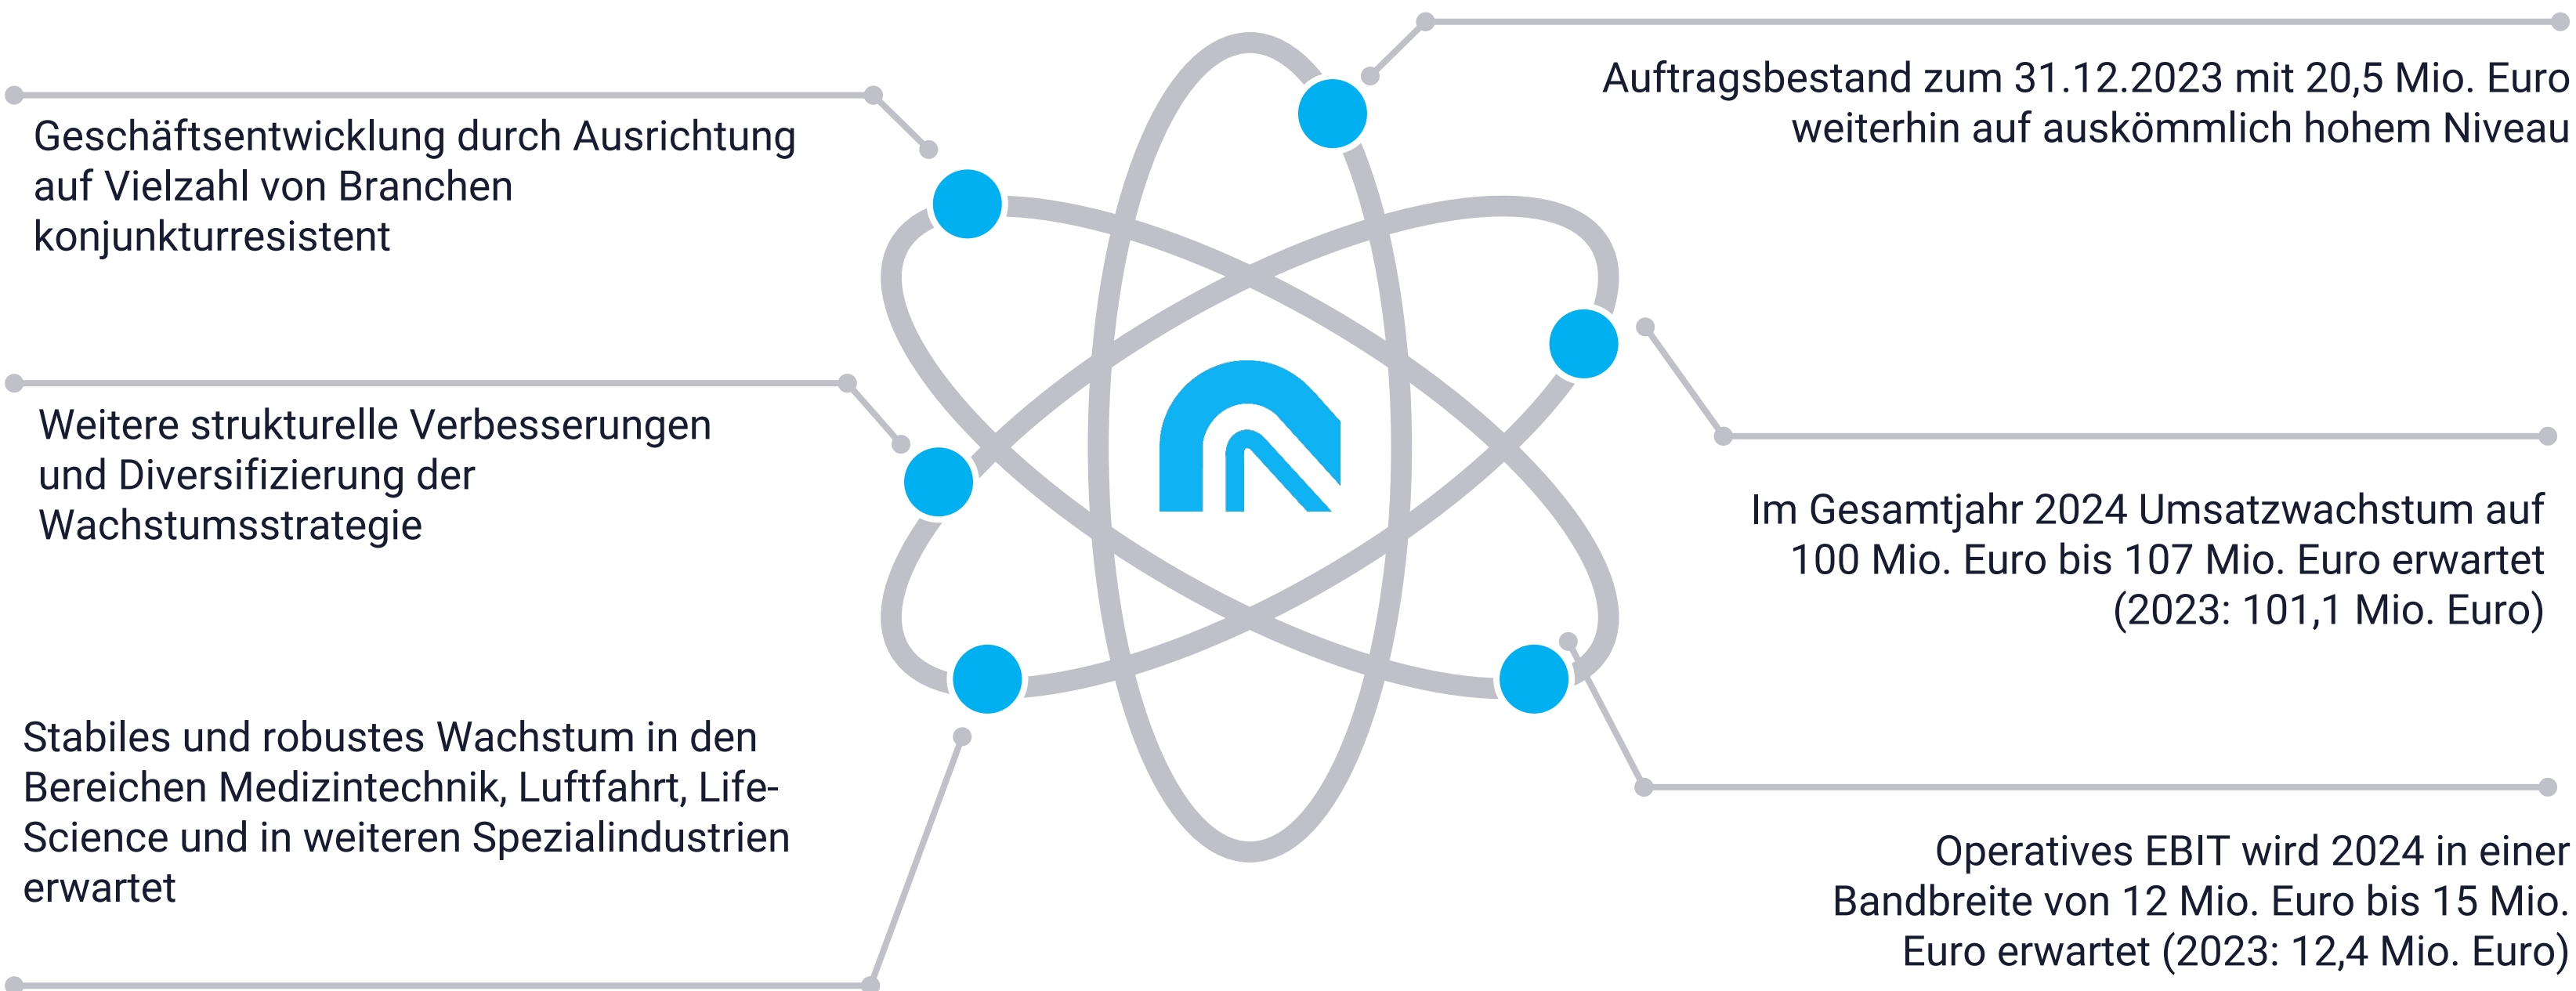 Geschäftsentwicklung durch Ausrichtung
auf Vielzahl von Branchen
konjunkturresistent
Weitere strukturelle Verbesserungen
und Diversifizierung der
Wachstumsstrategie
Stabiles und robustes Wachstum in den
Bereichen Medizintechnik, Luftfahrt, Life-
Science und in weiteren Spezialindustrien
erwartet
Auftragsbestand zum 31.12.2023 mit 20,5 Mio. Euro
weiterhin auf auskömmlich hohem Niveau
Im Gesamtjahr 2024 Umsatzwachstum auf
100 Mio. Euro bis 107 Mio. Euro erwartet
(2023: 101,1 Mio. Euro)
Operatives EBIT wird 2024 in einer
Bandbreite von 12 Mio. Euro bis 15 Mio.
Euro erwartet (2023: 12,4 Mio. Euro)